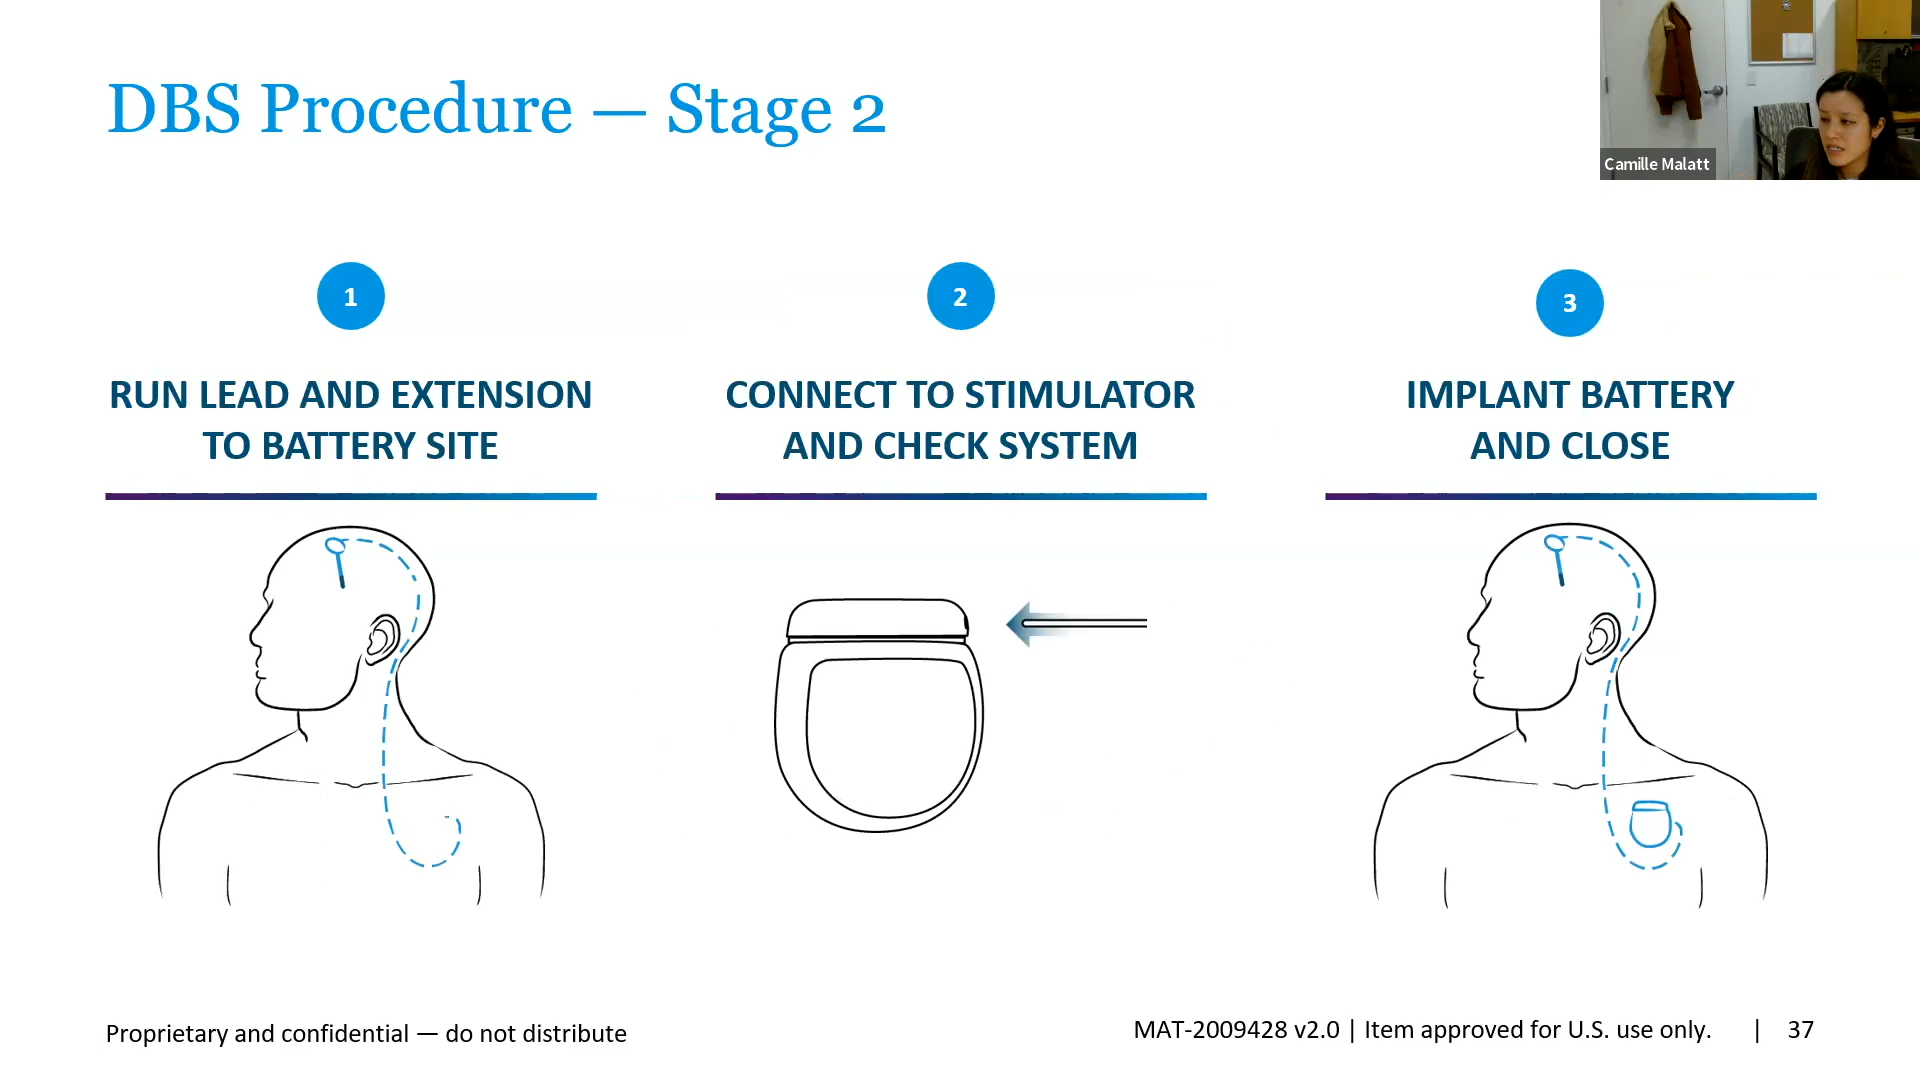 DBS Procedure — Stage 2
Camille Malatt
1
RUN LEAD AND EXTENSION
TO BATTERY SITE
2
CONNECT TO STIMULATOR
AND CHECK SYSTEM
3
IMPLANT BATTERY
AND CLOSE
Proprietary and confidential — do not distribute
MAT-2009428 v2.0 | Item approved for U.S. use only. | 37